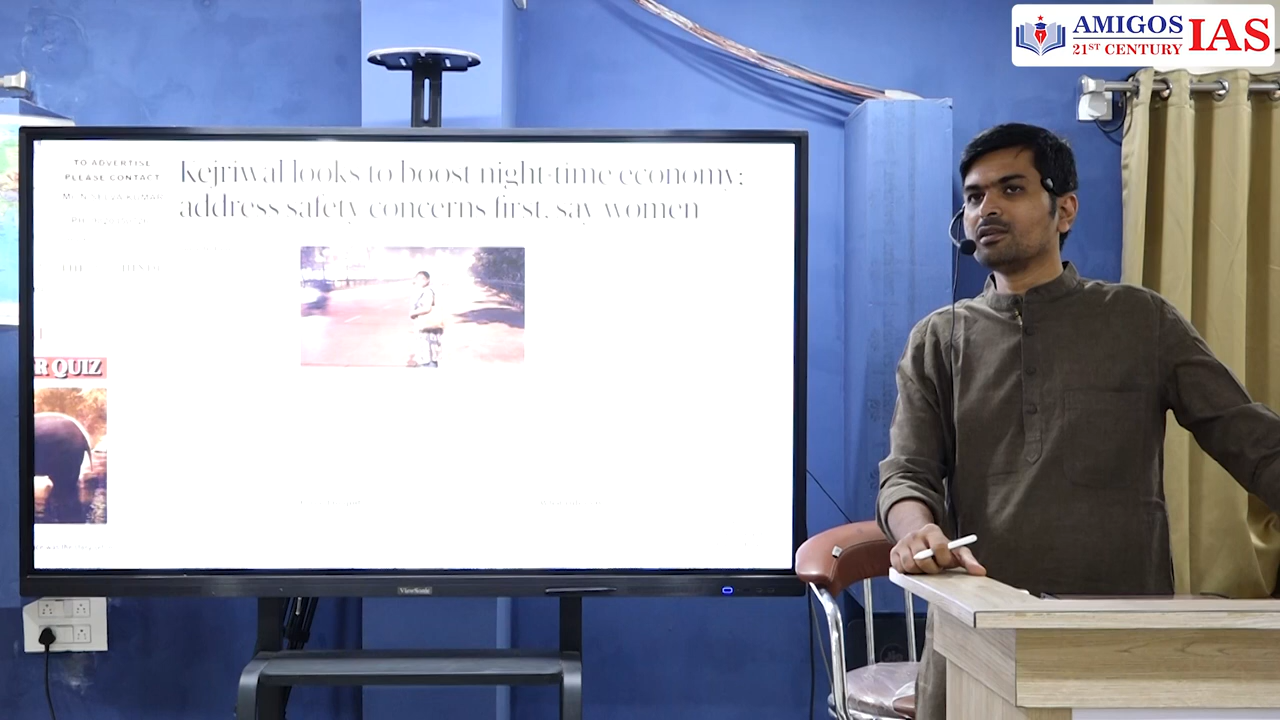 AMIGOS
21ST CENTURY
IAS
TO ADVERTISE
PLEASE CONTACT
Kejriwal looks to boost night-time economy;
address safety concerns first, say women
R QUIZ
ViewSonic